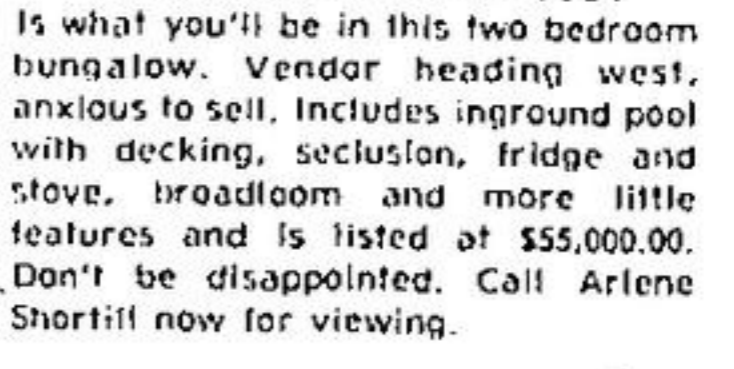 Is what you'll be in this two bedroom
bungalow. Vendor heading west,
anxious to sell. Includes inground pool
with decking, seclusion, fridge and
stove, broadloom and more little
features and is listed at $55,000.00.
Don't be disappointed. Call Arlene
Shortill now for viewing.